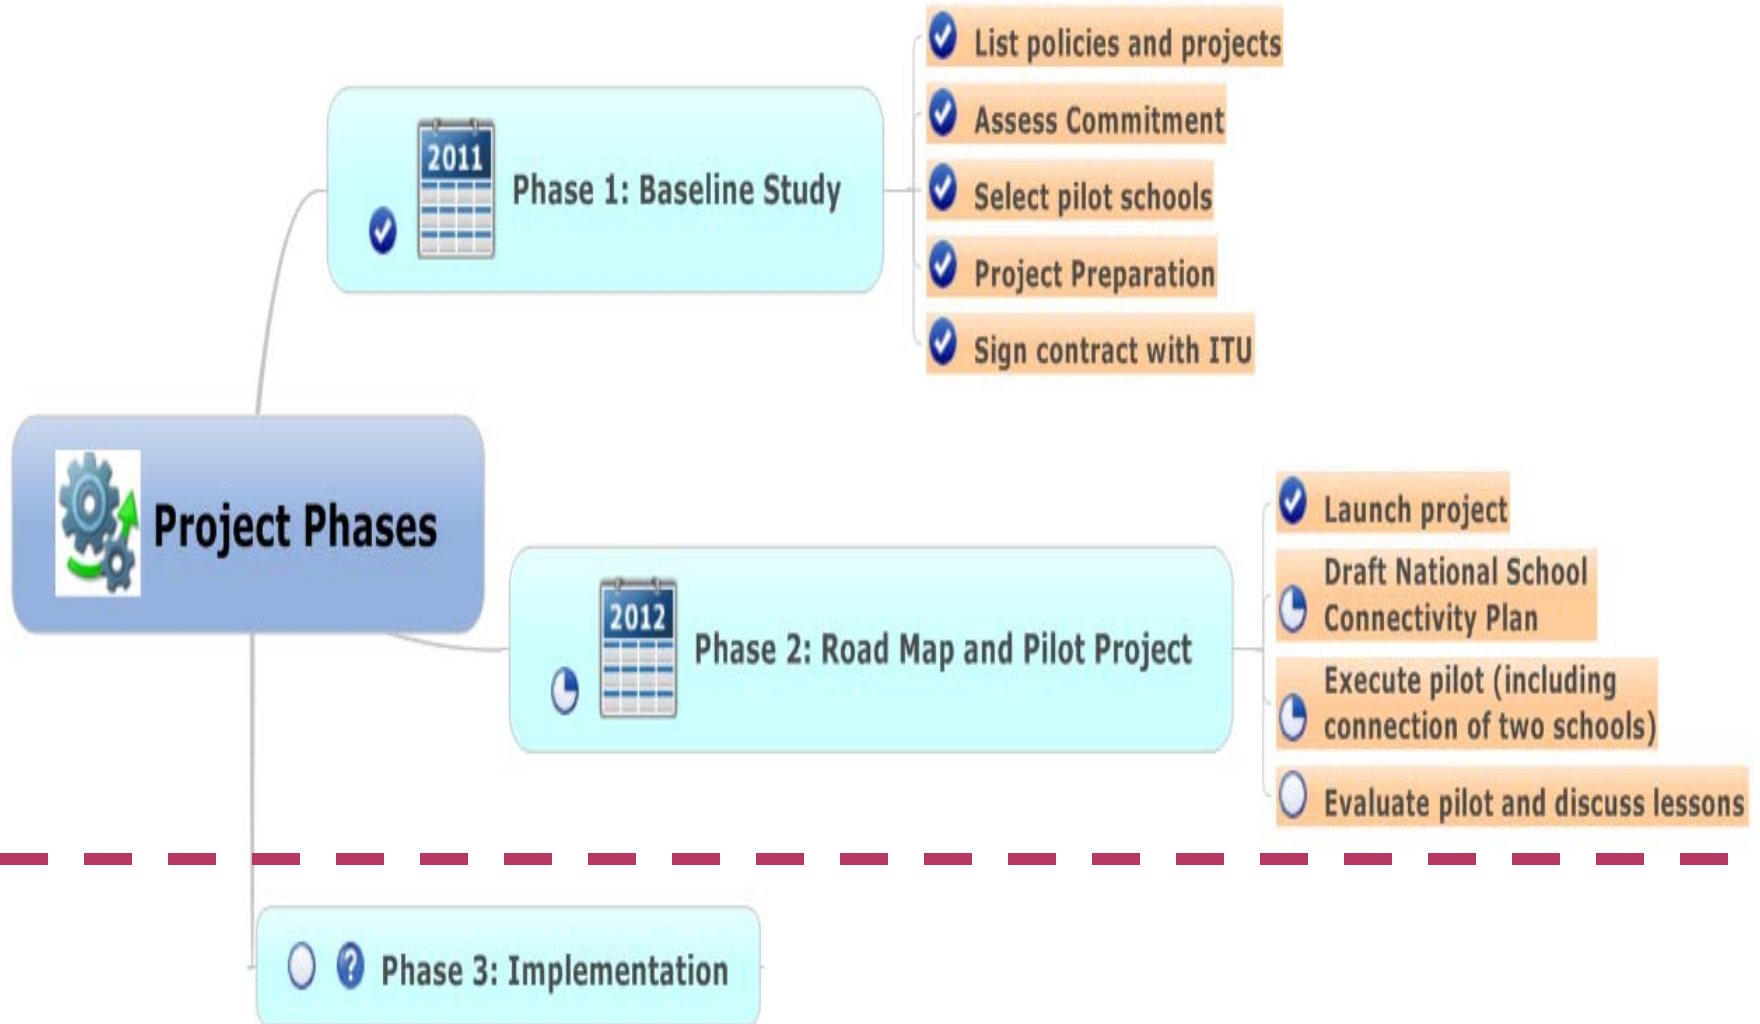 Project Phases
2011
Phase 1: Baseline Study
List policies and projects
Assess Commitment
Select pilot schools
Project Preparation
Sign contract with ITU
2012
Phase 2: Road Map and Pilot Project
Launch project
Draft National School
Connectivity Plan
Execute pilot (including
connection of two schools)
Evaluate pilot and discuss lessons
?
Phase 3: Implementation